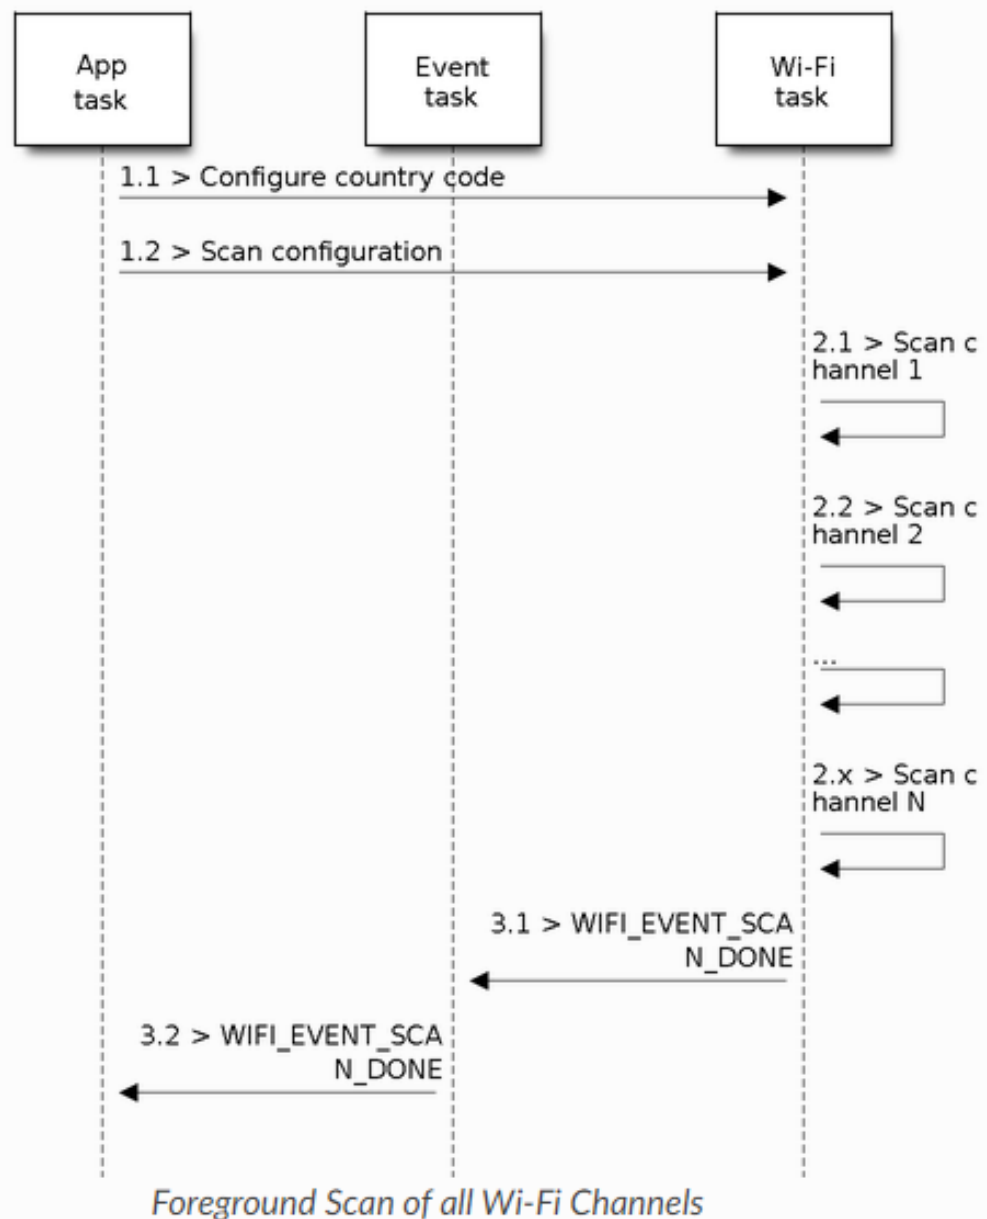 App
task
Event
task
Wi-Fi
task
1.1 > Configure country code
1.2 > Scan configuration
2.1 > Scan c
hannel 1
2.2 > Scan c
hannel 2
...
2.x > Scan c
hannel N
3.1 > WIFI_EVENT_SCA
N_DONE
3.2 > WIFI_EVENT_SCA
N_DONE
Foreground Scan of all Wi-Fi Channels